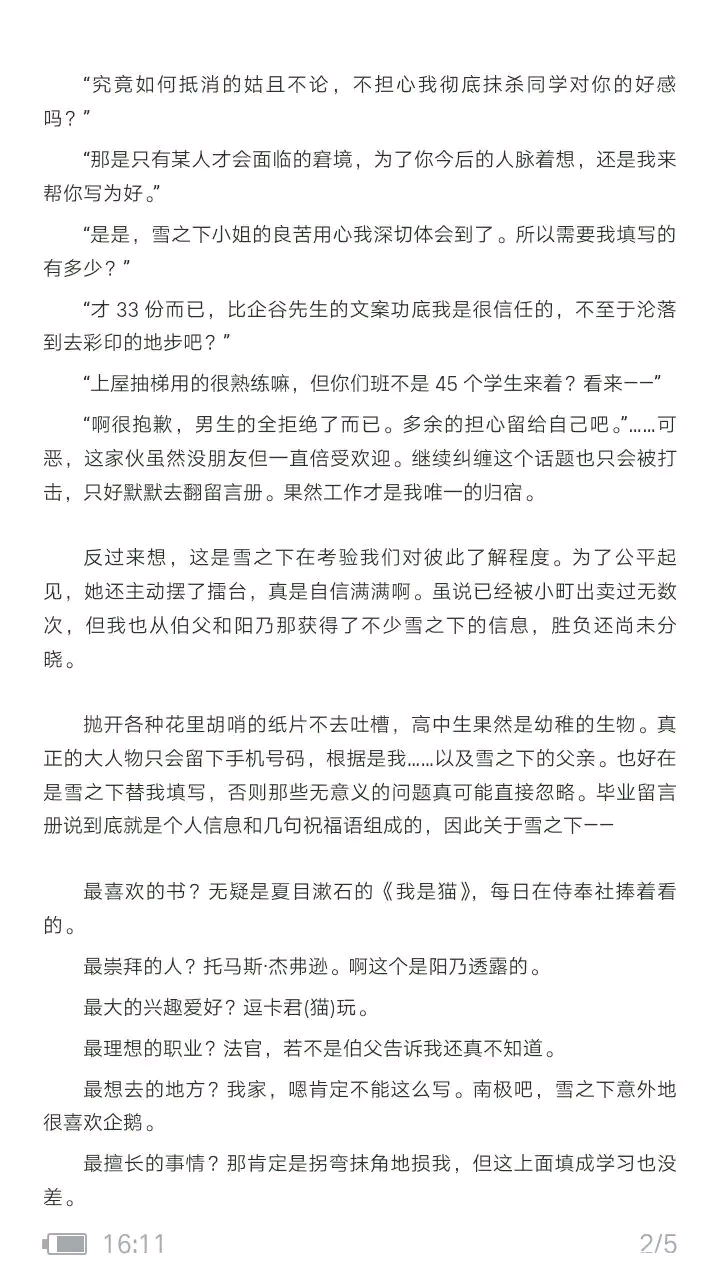 “究竟如何抵消的姑且不论，不担心我彻底抹杀同学对你的好感
吗？”
“那是只有某人才会面临的窘境，为了你今后的人脉着想，还是我来
帮你写为好。”
“是是，雪之下小姐的良苦用心我深切体会到了。所以需要我填写的
有多少？”
“才 33 份而已，比企谷先生的文案功底我是很信任的，不至于沦落
到去彩印的地步吧？”
“上屋抽梯用的很熟练嘛，但你们班不是 45 个学生来着？看来——”
“啊很抱歉，男生的全拒绝了而已。多余的担心留给自己吧。”……可
恶，这家伙虽然没朋友但一直倍受欢迎。继续纠缠这个话题也只会被打
击，只好默默去翻留言册。果然工作才是我唯一的归宿。
反过来想，这是雪之下在考验我们对彼此了解程度。为了公平起
见，她还主动摆了擂台，真是自信满满啊。虽说已经被小町出卖过无数
次，但我也从伯父和阳乃那获得了不少雪之下的信息，胜负还尚未分
晓。
抛开各种花里胡哨的纸片不去吐槽，高中生果然是幼稚的生物。真
正的大人物只会留下手机号码，根据是我……以及雪之下的父亲。也好在
是雪之下替我填写，否则那些无意义的问题真可能直接忽略。毕业留言
册说到底就是个人信息和几句祝福语组成的，因此关于雪之下——
最喜欢的书？无疑是夏目漱石的《我是猫》，每日在侍奉社捧着看
的。
最崇拜的人？托马斯·杰弗逊。啊这个是阳乃透露的。
最大的兴趣爱好？逗卡君(猫)玩。
最理想的职业？法官，若不是伯父告诉我还真不知道。
最想去的地方？我家，嗯肯定不能这么写。南极吧，雪之下意外地
很喜欢企鹅。
最擅长的事情？那肯定是拐弯抹角地损我，但这上面填成学习也没
差。
16:11
2/5